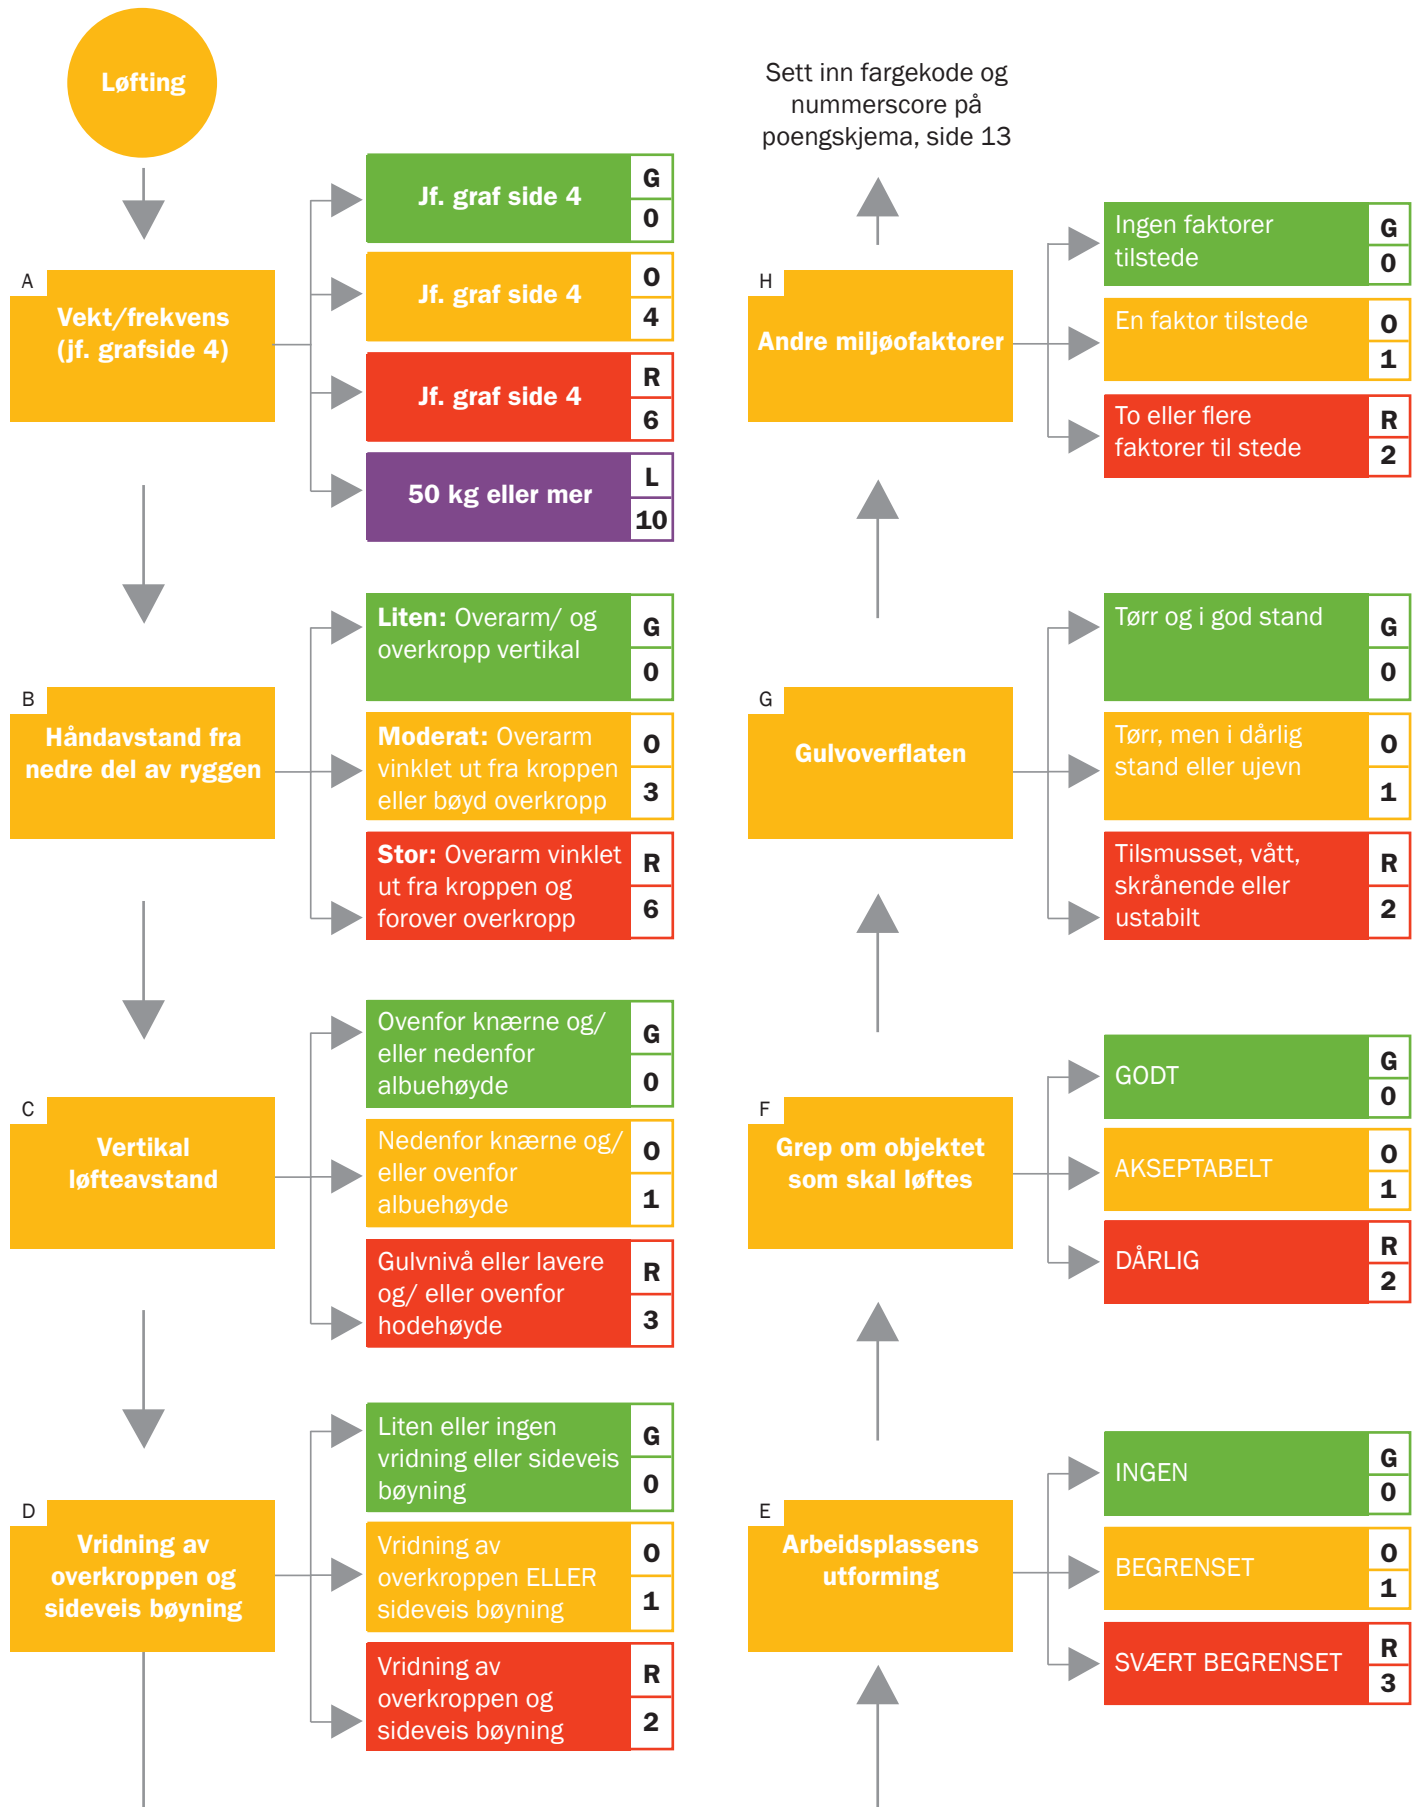 Løfting
A
Vekt/frekvens
(jf. grafside 4)
Jf. graf side 4
G
0
Jf. graf side 4
O
4
Jf. graf side 4
R
6
50 kg eller mer
L
10
B
Håndavstand fra
nedre del av ryggen
Liten: Overarm/ og
overkropp vertikal
G
0
Moderat: Overarm
vinklet ut fra kroppen
eller bøyd overkropp
O
3
Stor: Overarm vinklet
ut fra kroppen og
forover overkropp
R
6
C
Vertikal
løfteavstand
Ovenfor knærne og/
eller nedenfor
albuehøyde
G
0
Nedenfor knærne og/
eller ovenfor
albuehøyde
O
1
Gulvnivå eller lavere
og/ eller ovenfor
hodehøyde
R
3
D
Vridning av
overkroppen og
sideveis bøyning
Liten eller ingen
vridning eller sideveis
bøyning
G
0
Vridning av
overkroppen ELLER
sideveis bøyning
O
1
Vridning av
overkroppen og
sideveis bøyning
R
2
E
Arbeidsplassens
utforming
INGEN
G
0
BEGRENSET
O
1
SVÆRT BEGRENSET
R
3
F
Grep om objektet
som skal løftes
GODT
G
0
AKSEPTABELT
O
1
DÅRLIG
R
2
G
Gulvoverflaten
Tørr og i god stand
G
0
Tørr, men i dårlig
stand eller ujevn
O
1
Tilsmusset, vått,
skrånende eller
ustabilt
R
2
H
Andre miljøofaktorer
Ingen faktorer
tilstede
G
0
En faktor tilstede
O
1
To eller flere
faktorer til stede
R
2
Sett inn fargekode og
nummerscore på
poengskjema, side 13